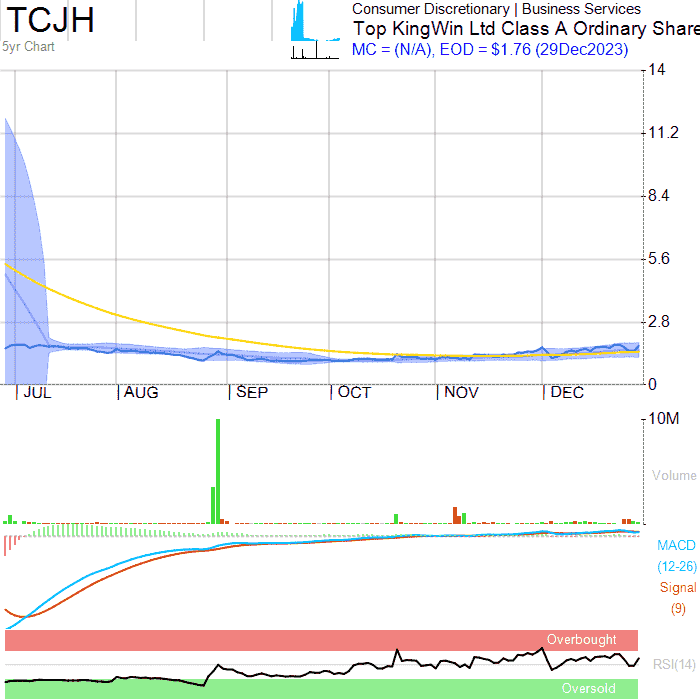 TCJH
5yr Chart
Consumer Discretionary | Business Services
Top KingWin Ltd Class A Ordinary Share
MC = (N/A), EOD = $1.76 (29Dec2023)
14
11.2
8.4
5.6
2.8
0
JUL AUG SEP OCT NOV DEC
10M
Volume
MACD
(12-26)
Signal
(9)
Overbought
RSI(14)
Oversold